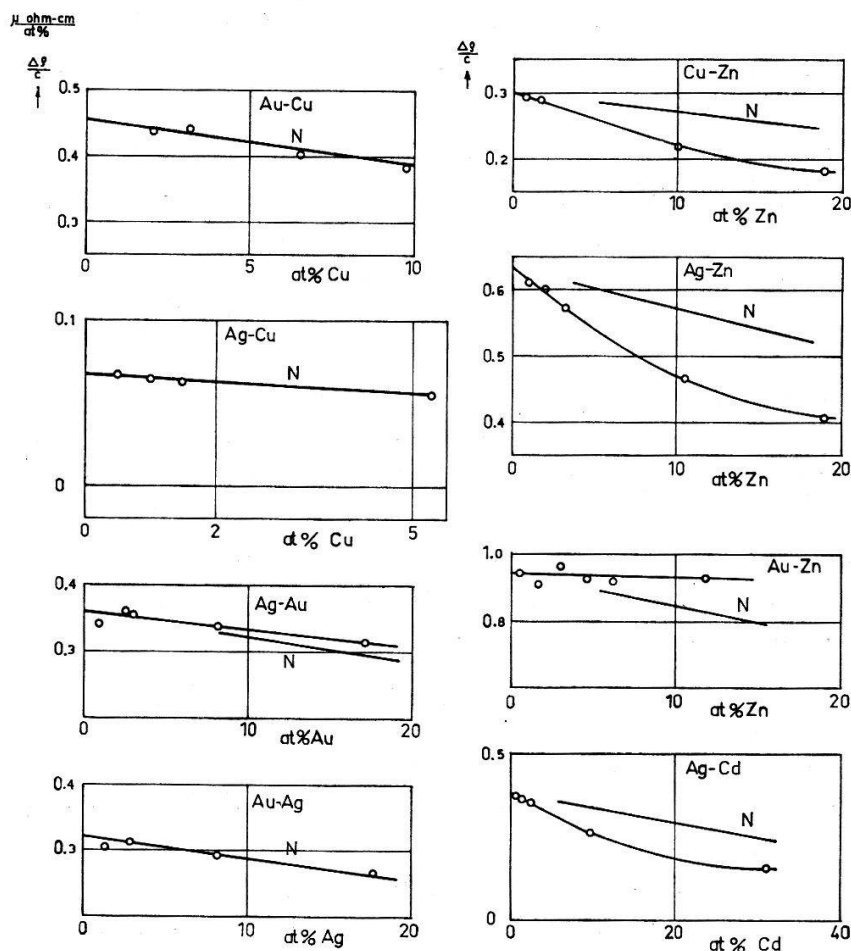 μ ohm-cm
at%
Δϱ
c
0.5
0.4
0.3
Au-Cu
N
0
5
10
at% Cu
0.1
0
Ag-Cu
N
0
2
5
at% Cu
0.4
0.3
Ag-Au
N
0
10
20
at%Au
0.4
0.3
Au-Ag
N
0
10
20
at% Ag
Δϱ
c
0.3
0.2
Cu-Zn
N
0
10
20
at% Zn
0.6
0.5
0.4
Ag-Zn
N
0
10
20
at%Zn
1.0
0.8
Au-Zn
N
0
10
20
at%Zn
0.5
0
Ag-Cd
N
0
20
40
at % Cd